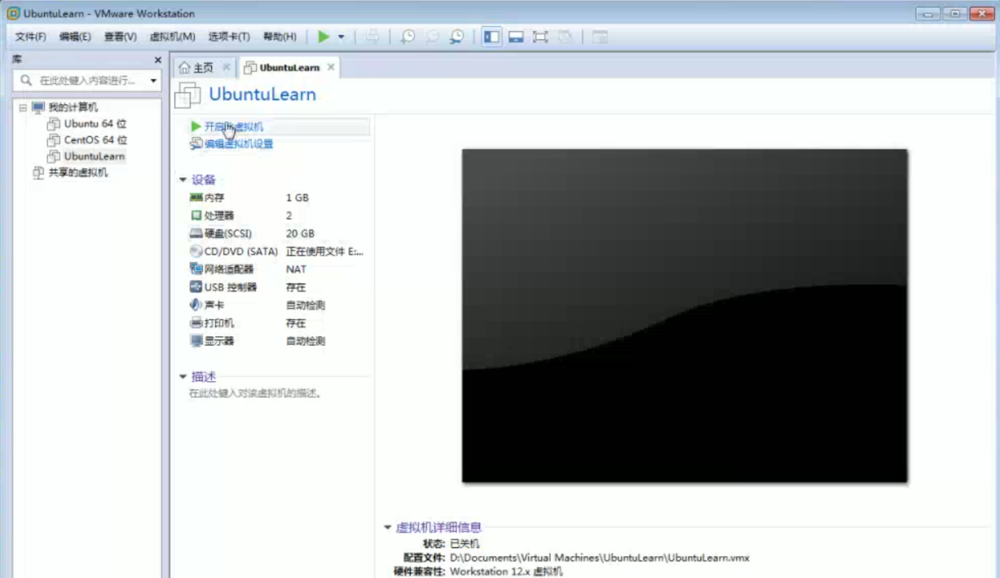 UbuntuLearn - VMware Workstation
文件(F) 编辑(E) 查看(V) 虚拟机(M) 选项卡(T) 帮助(H)
库
在此处键入内容进行...
我的计算机
Ubuntu 64 位
CentOS 64 位
UbuntuLearn
共享的虚拟机
主页 UbuntuLearn
UbuntuLearn
开启此虚拟机
编辑虚拟机设置
设备
内存 1 GB
处理器 2
硬盘(SCSI) 20 GB
CD/DVD (SATA) 正在使用文件 E:...
网络适配器 NAT
USB 控制器 存在
声卡 自动检测
打印机 存在
显示器 自动检测
描述
在此处键入对该虚拟机的描述。
虚拟机详细信息
状态: 已关机
配置文件: D:\Documents\Virtual Machines\UbuntuLearn\UbuntuLearn.vmx
硬件兼容性: Workstation 12.x 虚拟机